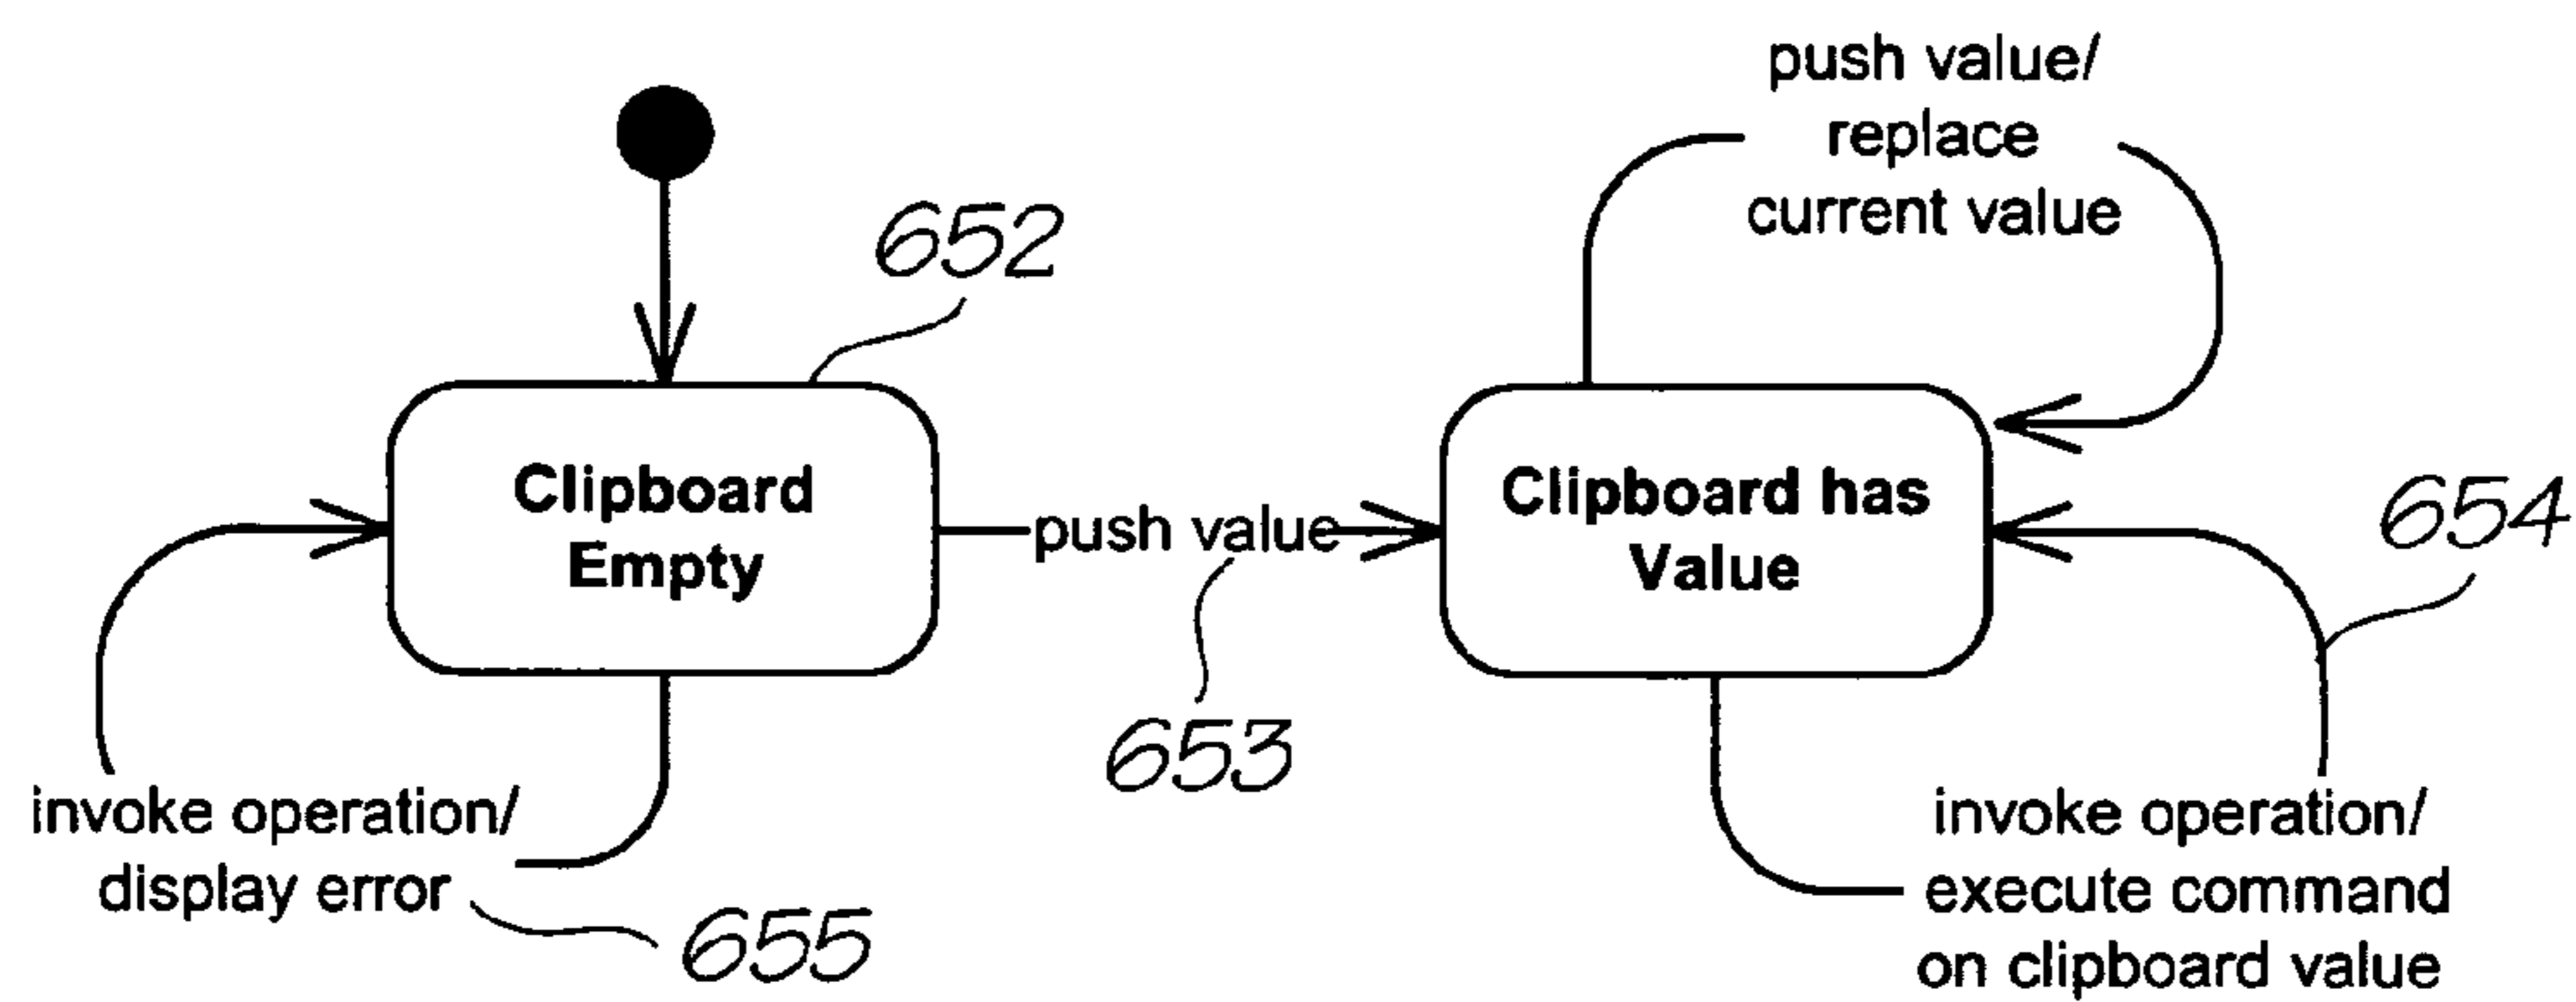 push value/
replace
current value
652
Clipboard
Empty
push value
Clipboard has
Value
654
653
invoke operation/
display error
655
invoke operation/
execute command
on clipboard value